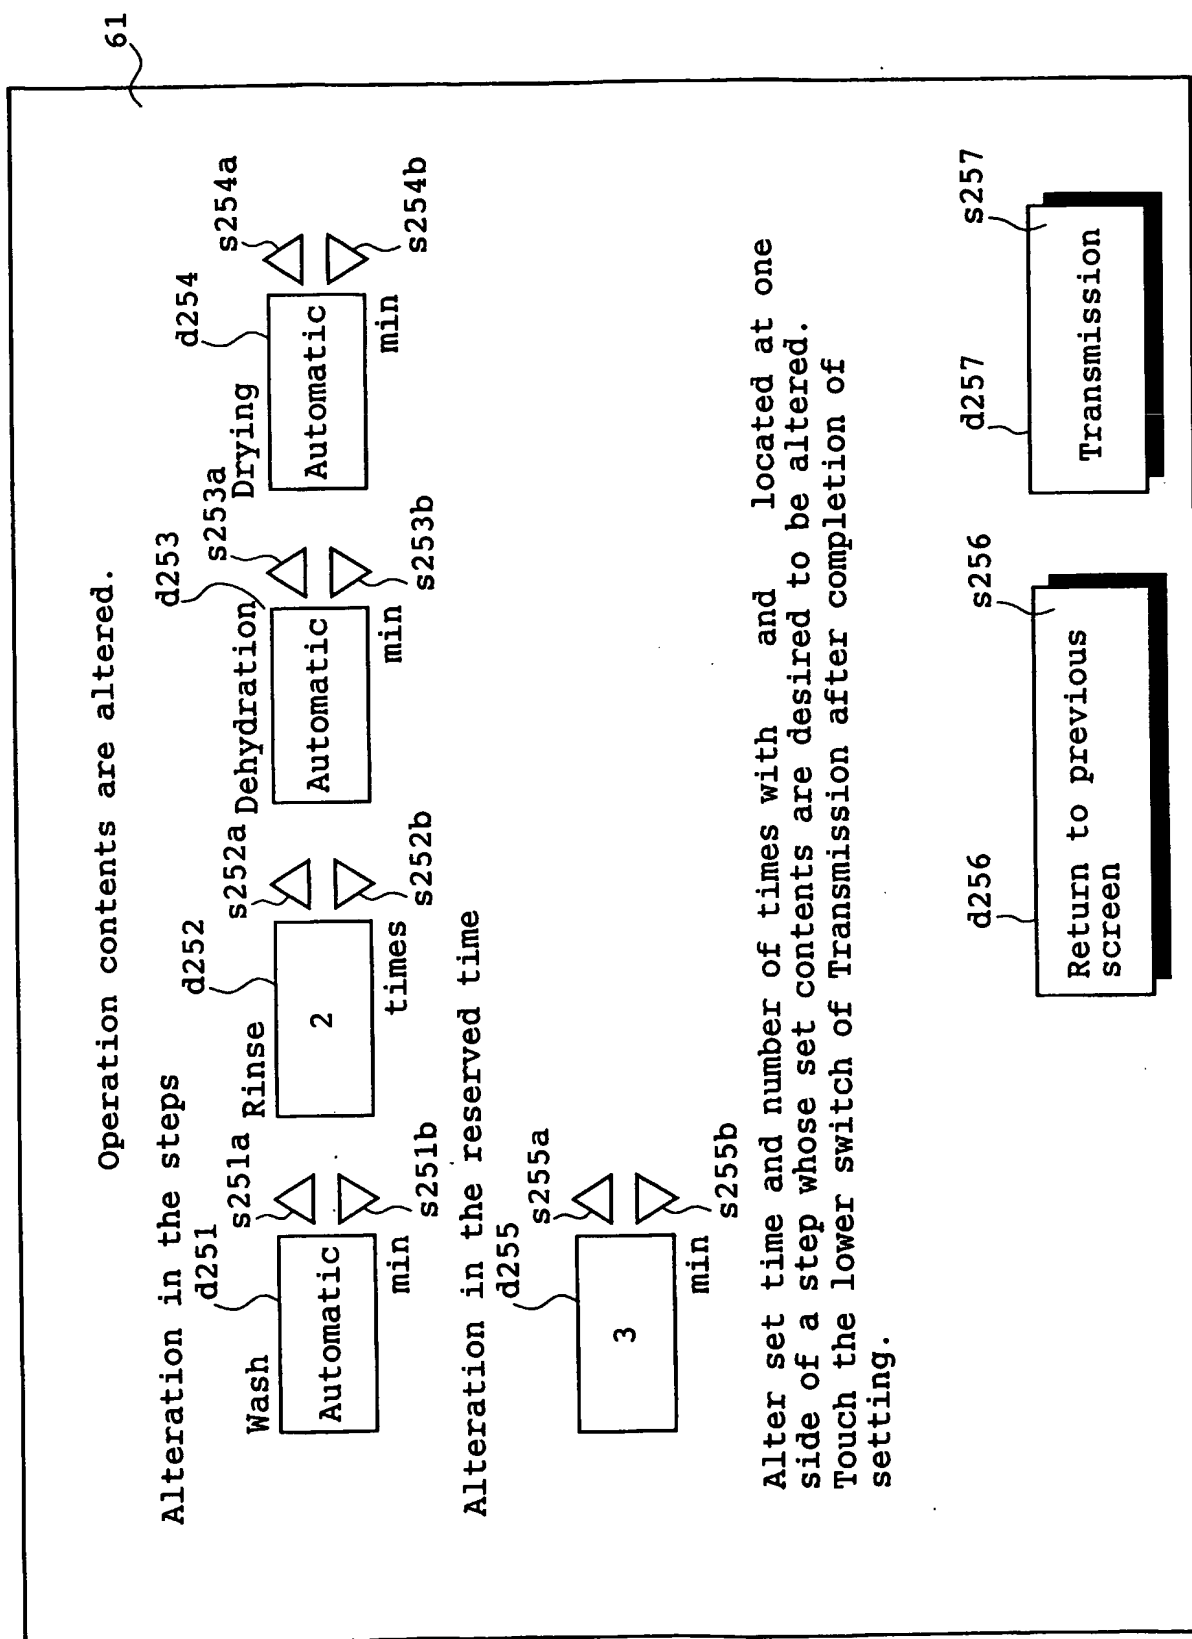 61
Operation contents are altered.
Alteration in the steps
d251 s251a d252 s252a d253 s253a d254 s254a
Wash Rinse Dehydration Drying
Automatic 2 Automatic Automatic
min times min min
s251b s252b s253b s254b
Alteration in the reserved time
d255 s255a
3
min
s255b
Alter set time and number of times with and located at one
side of a step whose set contents are desired to be altered.
Touch the lower switch of Transmission after completion of
setting.
d256 s256 d257 s257
Return to previous Transmission
screen